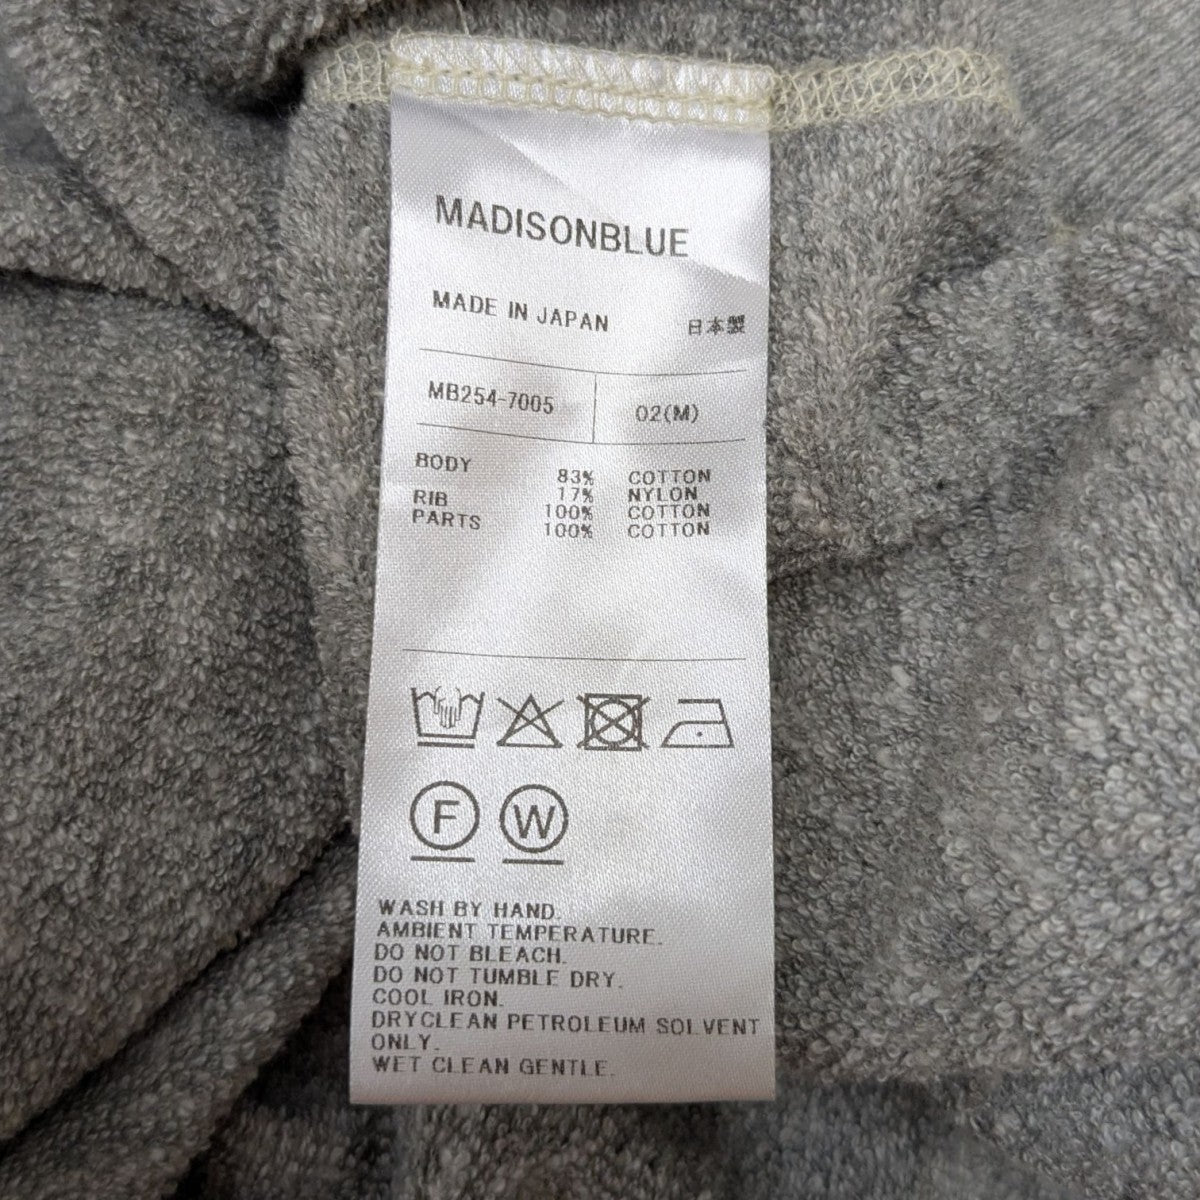 MADISONBLUE
MADE IN JAPAN 日本製
MB254-7005 02(M)
BODY 83% COTTON
17% NYLON
RIB 100% COTTON
PARTS 100% COTTON
F W
WASH BY HAND.
AMBIENT TEMPERATURE.
DO NOT BLEACH.
DO NOT TUMBLE DRY.
COOL IRON.
DRYCLEAN PETROLEUM SOLVENT
ONLY.
WET CLEAN GENTLE.